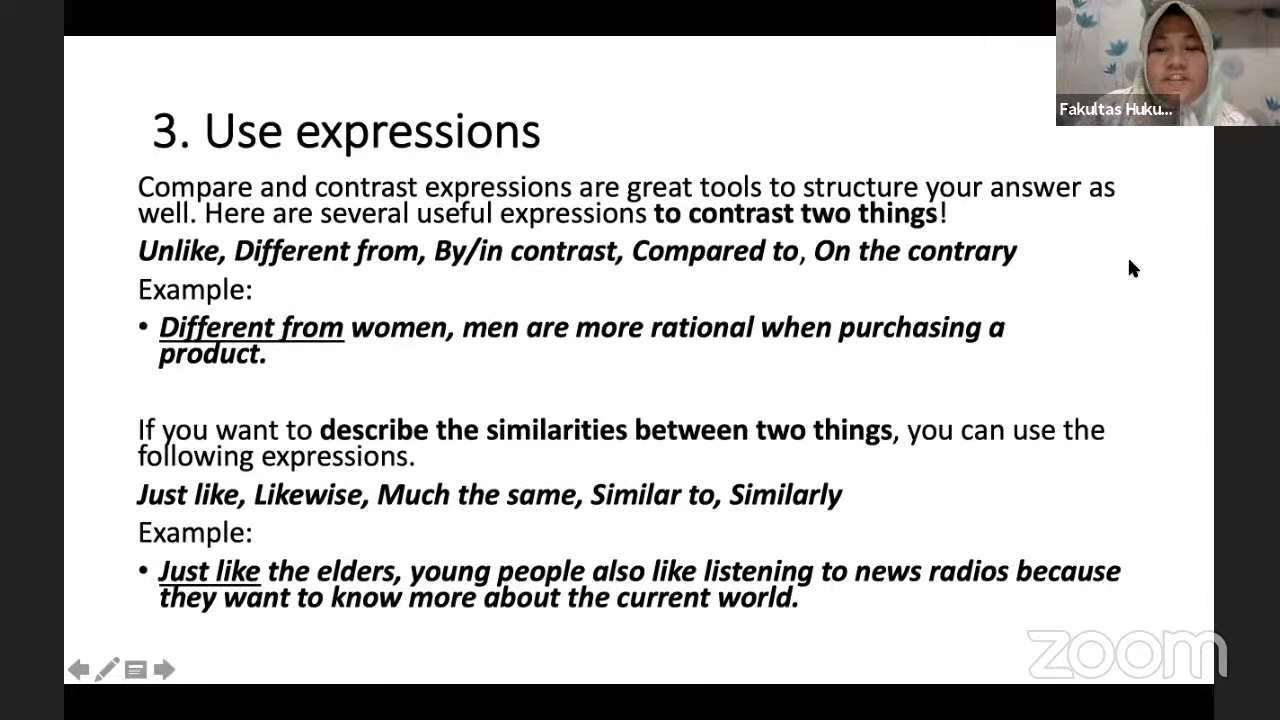 Fakultas Huku...
3. Use expressions
Compare and contrast expressions are great tools to structure your answer as
well. Here are several useful expressions to contrast two things!
Unlike, Different from, By/in contrast, Compared to, On the contrary
Example:
• Different from women, men are more rational when purchasing a
product.
If you want to describe the similarities between two things, you can use the
following expressions.
Just like, Likewise, Much the same, Similar to, Similarly
Example:
• Just like the elders, young people also like listening to news radios because
they want to know more about the current world.
zoom